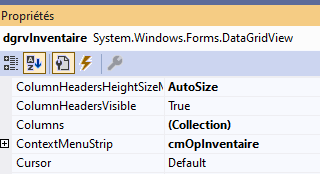 Propriétés
dgrvInventaire System.Windows.Forms.DataGridView
ColumnHeadersHeightSizeM AutoSize
ColumnHeadersVisible True
Columns (Collection)
ContextMenuStrip cmOpInventaire
Cursor Default